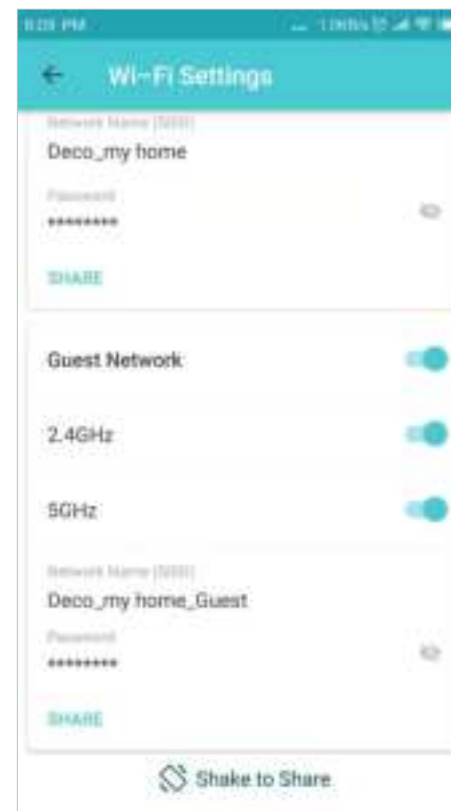 Wi-Fi Settings
Network Name (SSID)
Deco_my home
Password
********
SHARE
Guest Network
2.4GHz
5GHz
Network Name (SSID)
Deco_my home_Guest
Password
********
SHARE
Shake to Share